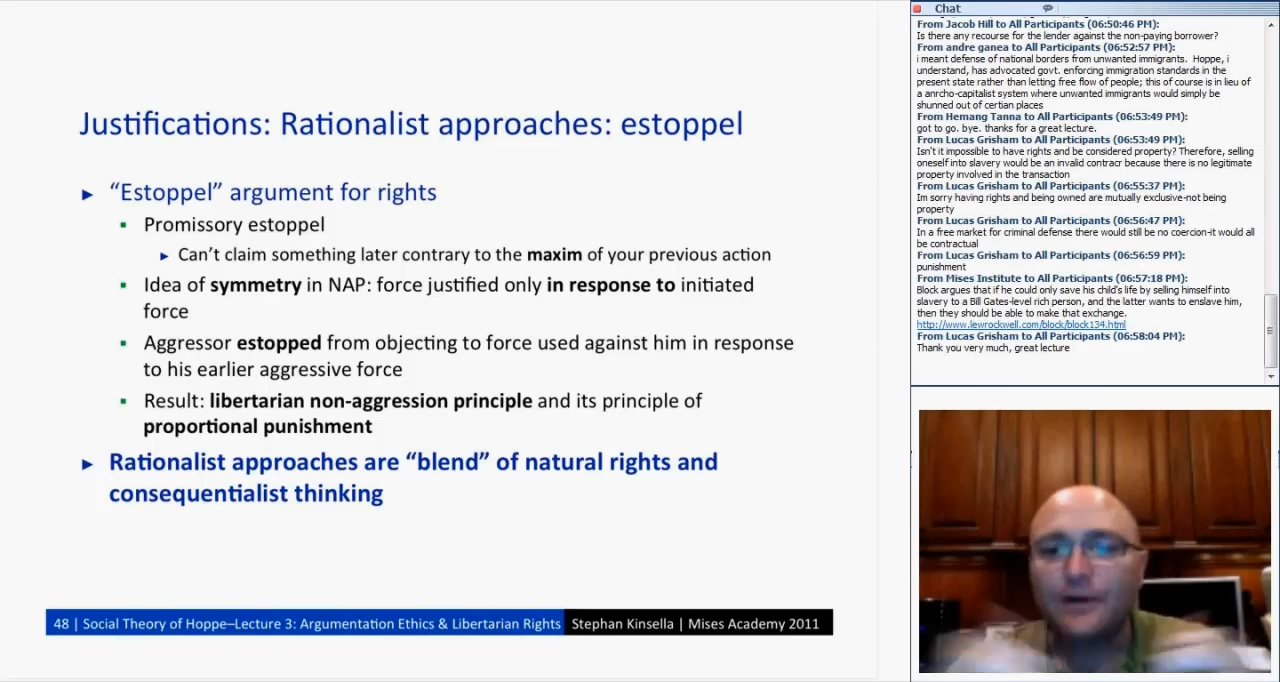 Justifications: Rationalist approaches: estoppel
► “Estoppel” argument for rights
▪ Promissory estoppel
► Can’t claim something later contrary to the maxim of your previous action
▪ Idea of symmetry in NAP: force justified only in response to initiated
force
▪ Aggressor estopped from objecting to force used against him in response
to his earlier aggressive force
▪ Result: libertarian non-aggression principle and its principle of
proportional punishment
► Rationalist approaches are “blend” of natural rights and
consequentialist thinking
48 | Social Theory of Hoppe–Lecture 3: Argumentation Ethics & Libertarian Rights Stephan Kinsella | Mises Academy 2011
Chat
From Jacob Hill to All Participants (06:50:46 PM):
Is there any recourse for the lender against the non-paying borrower?
From andre ganea to All Participants (06:52:57 PM):
i meant defense of national borders from unwanted immigrants. Hoppe, i
understand, has advocated govt. enforcing immigration standards in the
present state rather than letting free flow of people; this of course is in lieu of
a anrcho-capitalist system where unwanted immigrants would simply be
shunned out of certian places
From Hemang Tanna to All Participants (06:53:49 PM):
got to go. bye. thanks for a great lecture.
From Lucas Grisham to All Participants (06:53:49 PM):
Isn't it impossible to have rights and be considered property? Therefore, selling
oneself into slavery would be an invalid contracr because there is no legitimate
property involved in the transaction
From Lucas Grisham to All Participants (06:55:37 PM):
Im sorry having rights and being owned are mutually exclusive-not being
property
From Lucas Grisham to All Participants (06:56:47 PM):
In a free market for criminal defense there would still be no coercion-it would all
be contractual
From Lucas Grisham to All Participants (06:56:59 PM):
punishment
From Mises Institute to All Participants (06:57:18 PM):
Block argues that if he could only save his child's life by selling himself into
slavery to a Bill Gates-level rich person, and the latter wants to enslave him,
then they should be able to make that exchange.
http://www.lewrockwell.com/block/block134.html
From Lucas Grisham to All Participants (06:58:04 PM):
Thank you very much, great lecture